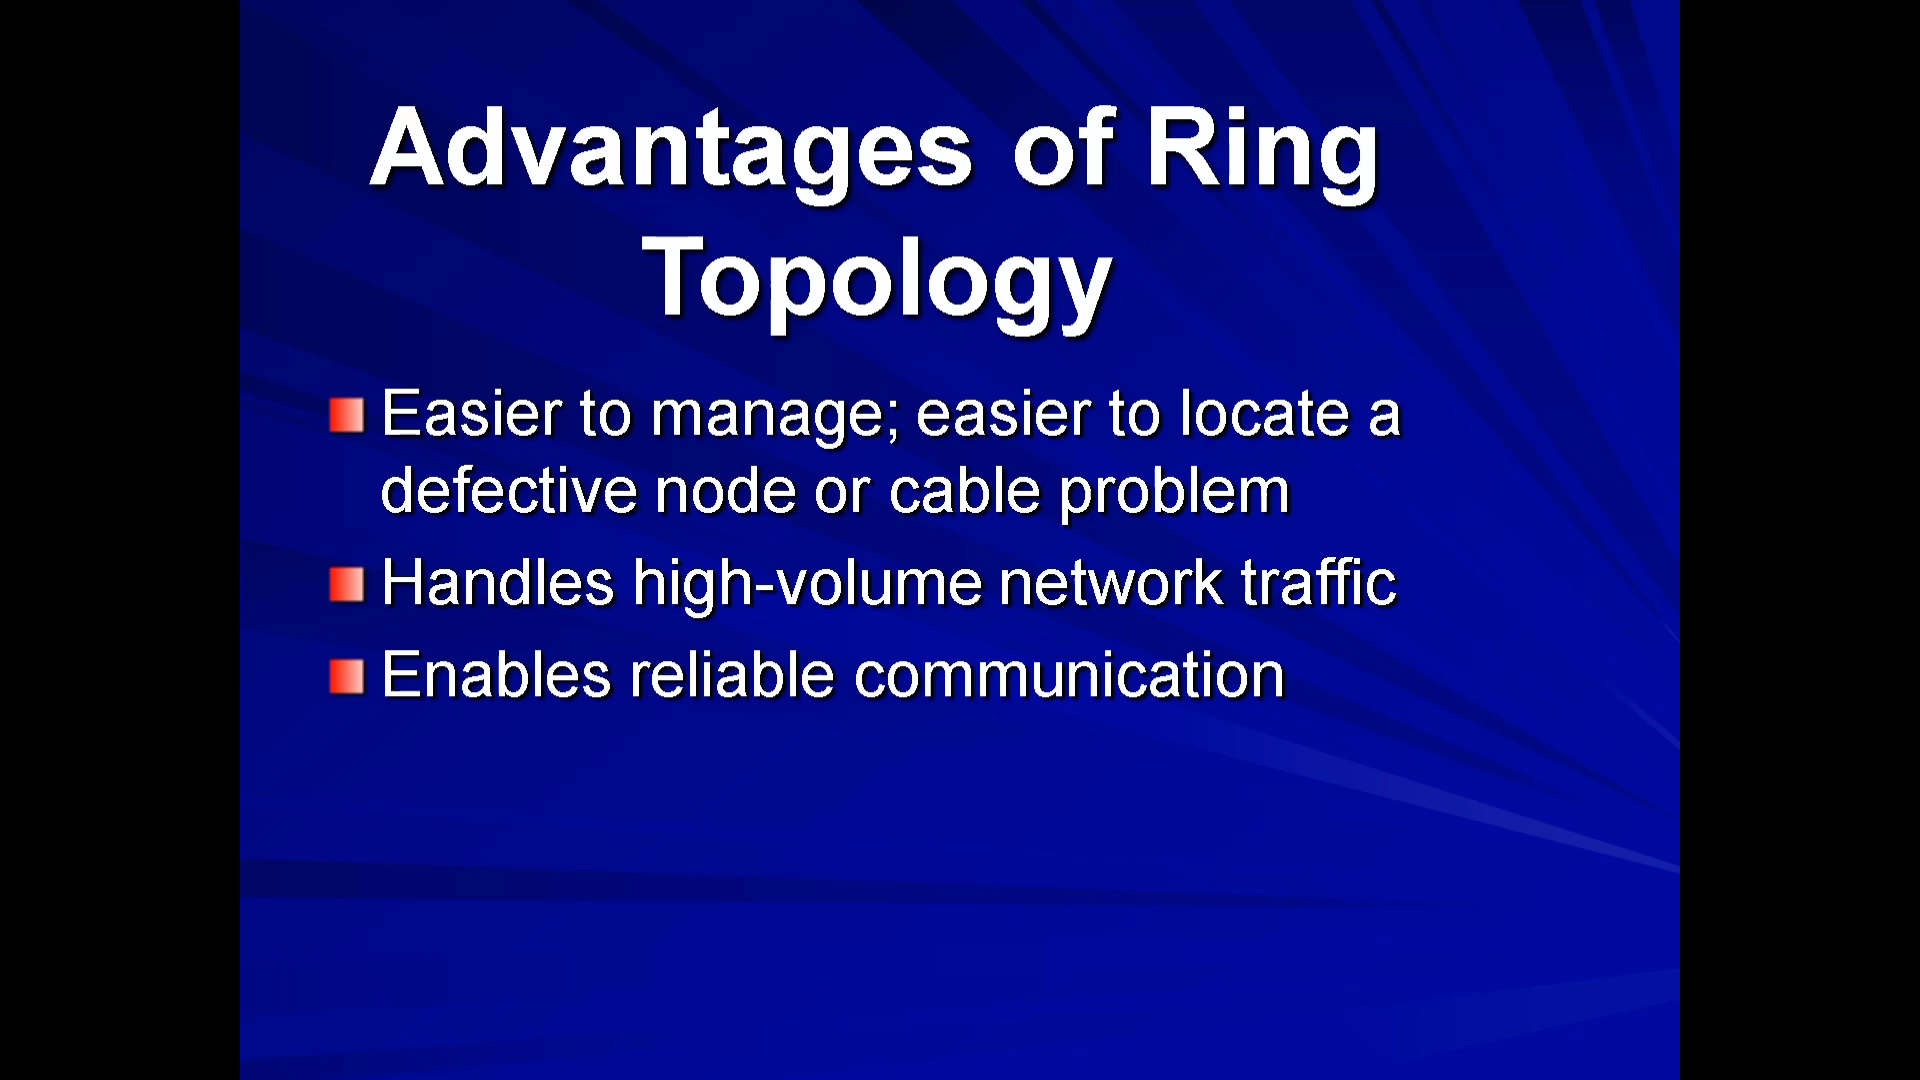 Advantages of Ring
Topology
Easier to manage; easier to locate a
defective node or cable problem
Handles high-volume network traffic
Enables reliable communication